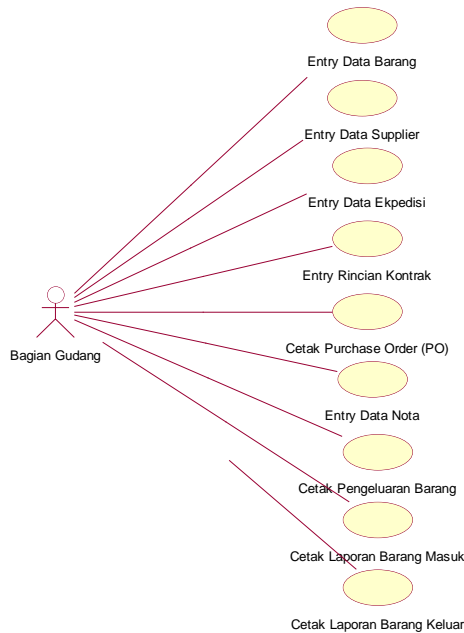 Entry Data Barang
Entry Data Supplier
Entry Data Ekpedisi
Entry Rincian Kontrak
Bagian Gudang
Cetak Purchase Order (PO)
Entry Data Nota
Cetak Pengeluaran Barang
Cetak Laporan Barang Masuk
Cetak Laporan Barang Keluar